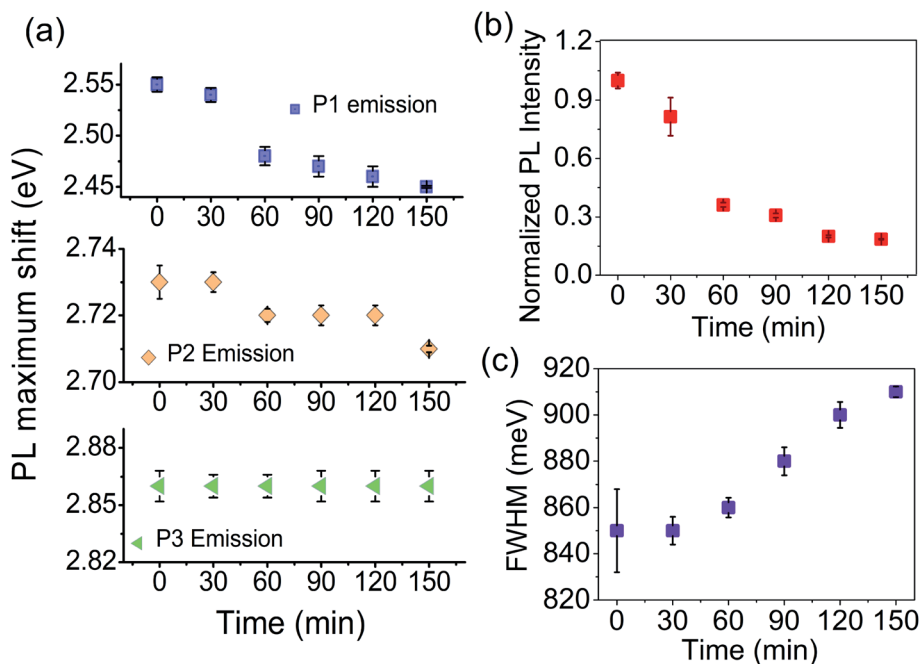 (a)
PL maximum shift (eV)
2.55
2.50
2.45
P1 emission
0 30 60 90 120 150
2.74
2.72
2.70
P2 Emission
0 30 60 90 120 150
2.88
2.85
2.82
P3 Emission
0 30 60 90 120 150
Time (min)
(b)
Normalized PL Intensity
1.2
0.9
0.6
0.3
0.0
0 30 60 90 120 150
Time (min)
(c)
FWHM (meV)
920
900
880
860
840
820
0 30 60 90 120 150
Time (min)